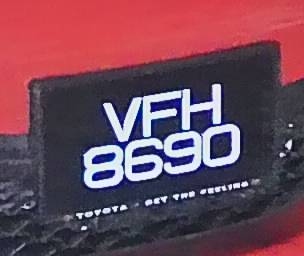 VFH
8690
TOYOTA - GET THE FEELING